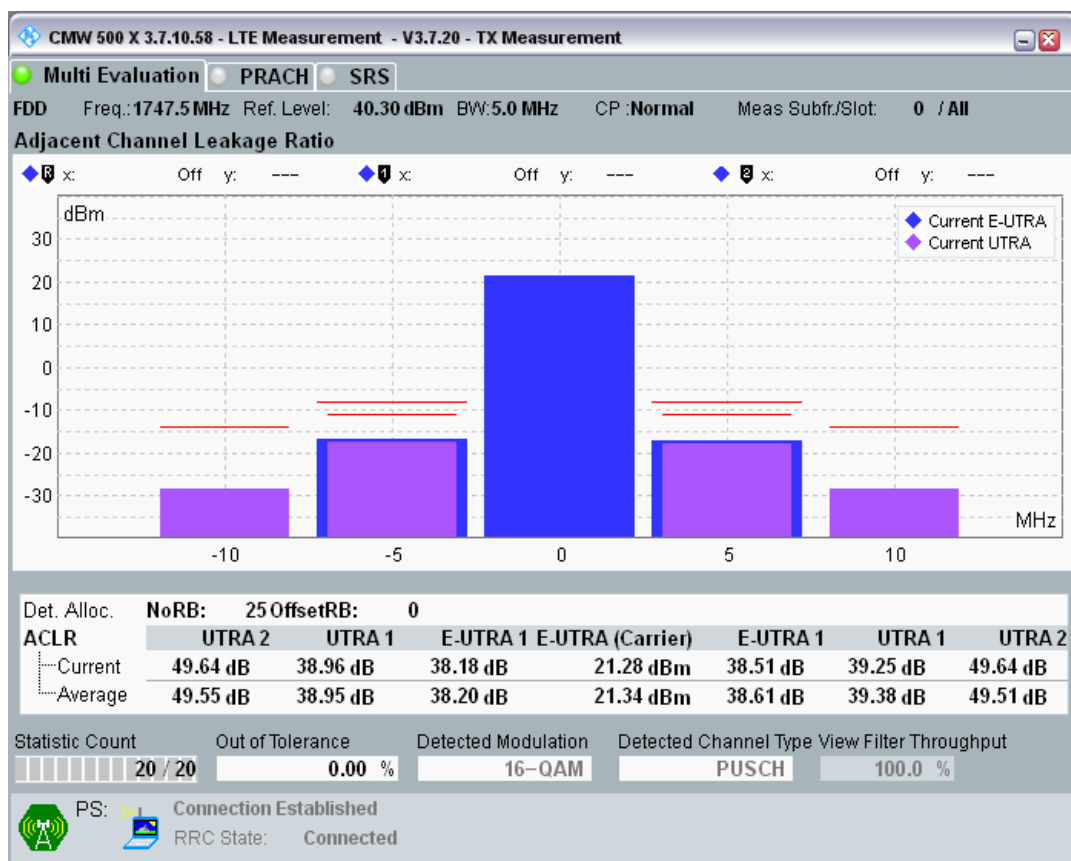 CMW 500 X 3.7.10.58 - LTE Measurement - V3.7.20 - TX Measurement
Multi Evaluation PRACH SRS
FDD Freq.: 1747.5 MHz Ref. Level: 40.30 dBm BW: 5.0 MHz CP : Normal Meas Subfr./Slot: 0 / All
Adjacent Channel Leakage Ratio
R x: Off y: --- 1 x: Off y: --- 2 x: Off y: ---
dBm
Current E-UTRA
Current UTRA
30
20
10
0
-10
-20
-30
MHz
-10 -5 0 5 10
Det. Alloc. NoRB: 25 OffsetRB: 0
ACLR UTRA 2 UTRA 1 E-UTRA 1 E-UTRA (Carrier) E-UTRA 1 UTRA 1 UTRA 2
Current 49.64 dB 38.96 dB 38.18 dB 21.28 dBm 38.51 dB 39.25 dB 49.64 dB
Average 49.55 dB 38.95 dB 38.20 dB 21.34 dBm 38.61 dB 39.38 dB 49.51 dB
Statistic Count Out of Tolerance Detected Modulation Detected Channel Type View Filter Throughput
20 / 20 0.00 % 16-QAM PUSCH 100.0 %
PS: Connection Established
RRC State: Connected